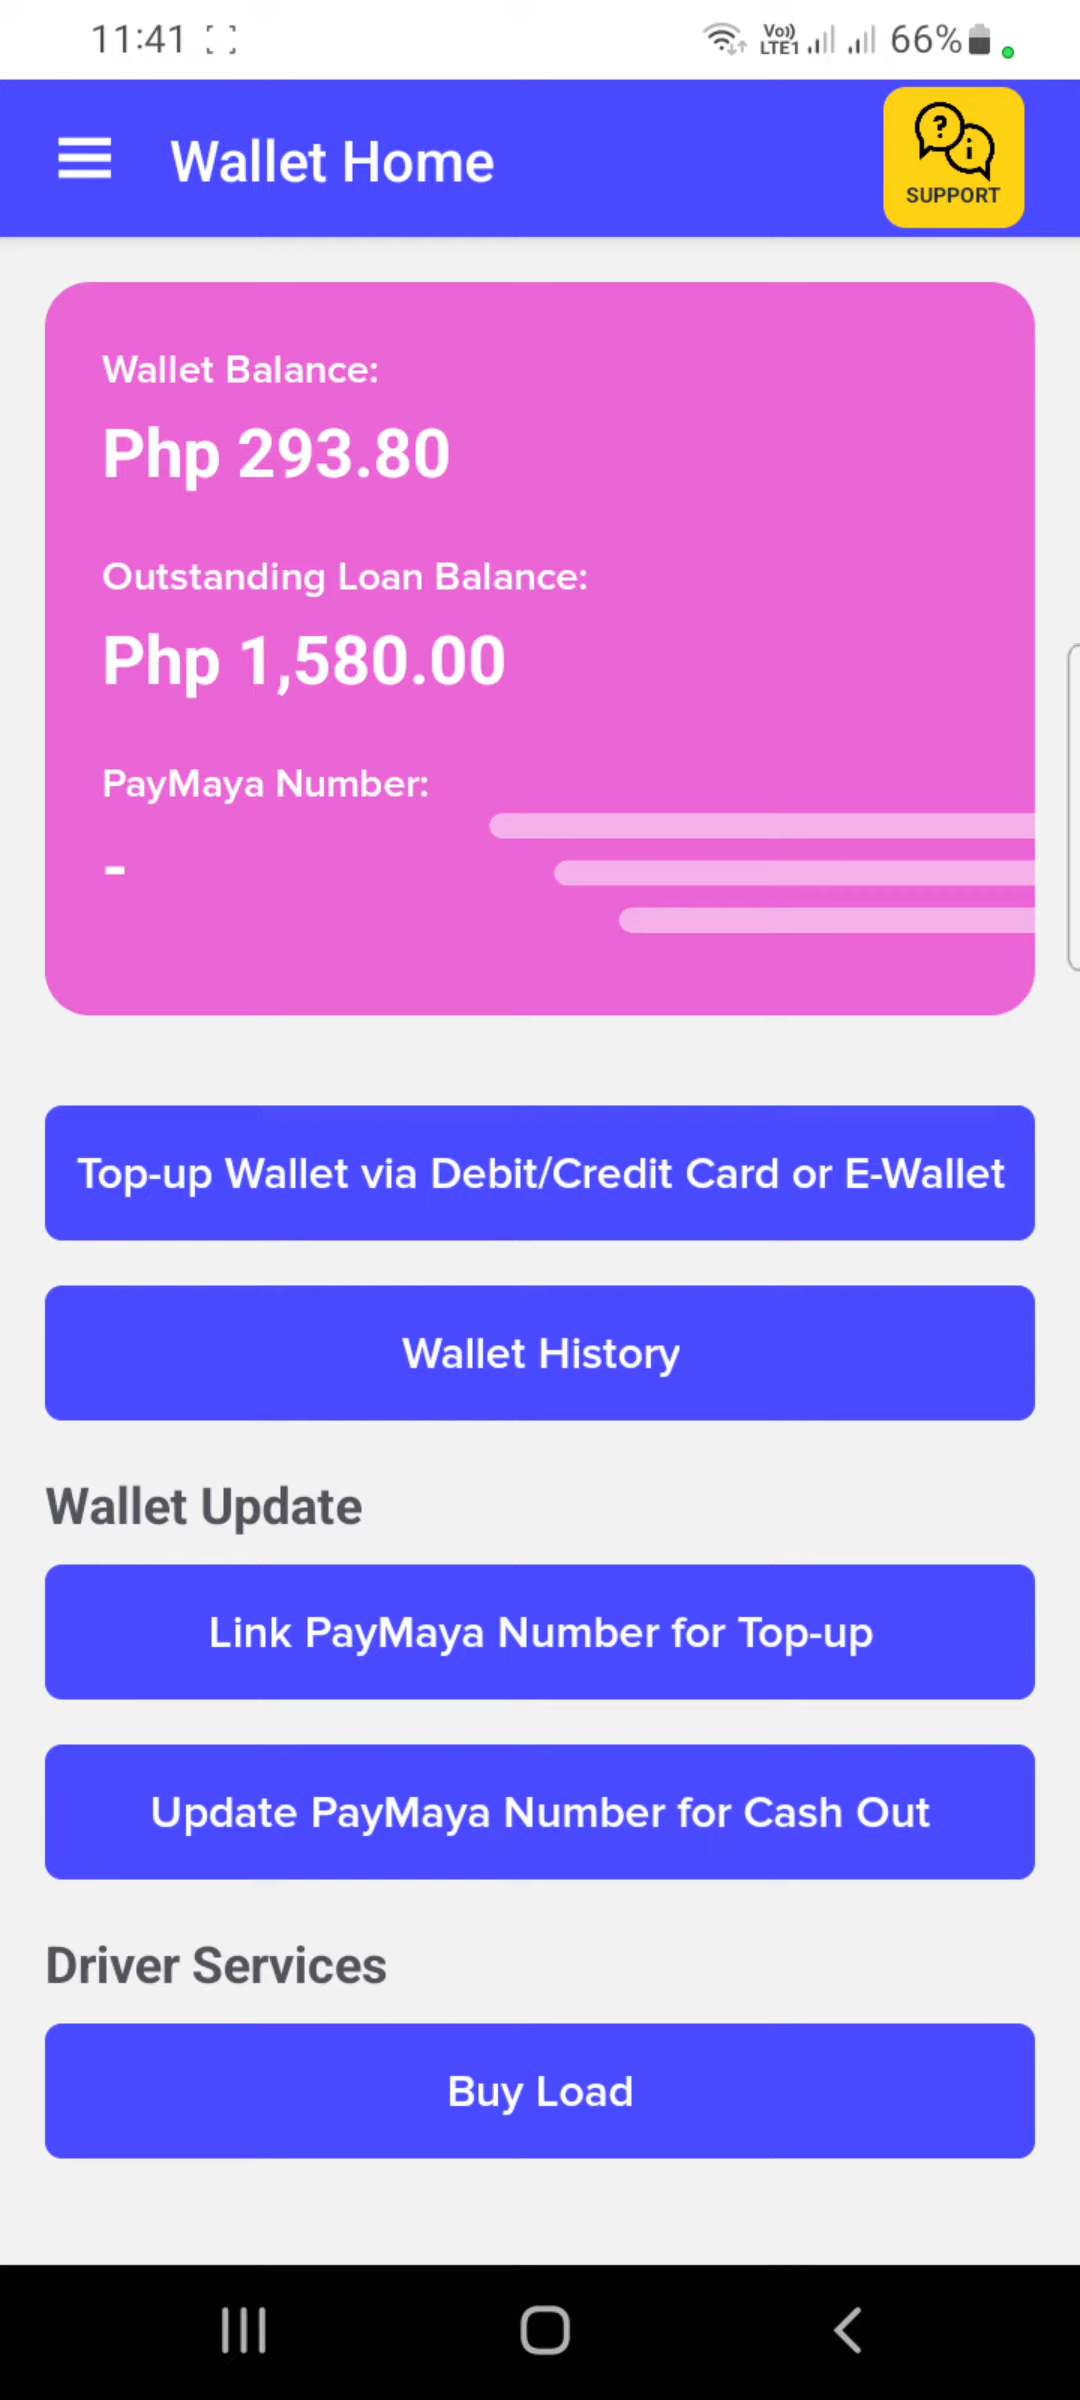 11:41
Vo)) LTE1 66%
Wallet Home
? i
SUPPORT
Wallet Balance:
Php 293.80
Outstanding Loan Balance:
Php 1,580.00
PayMaya Number:
-
Top-up Wallet via Debit/Credit Card or E-Wallet
Wallet History
Wallet Update
Link PayMaya Number for Top-up
Update PayMaya Number for Cash Out
Driver Services
Buy Load